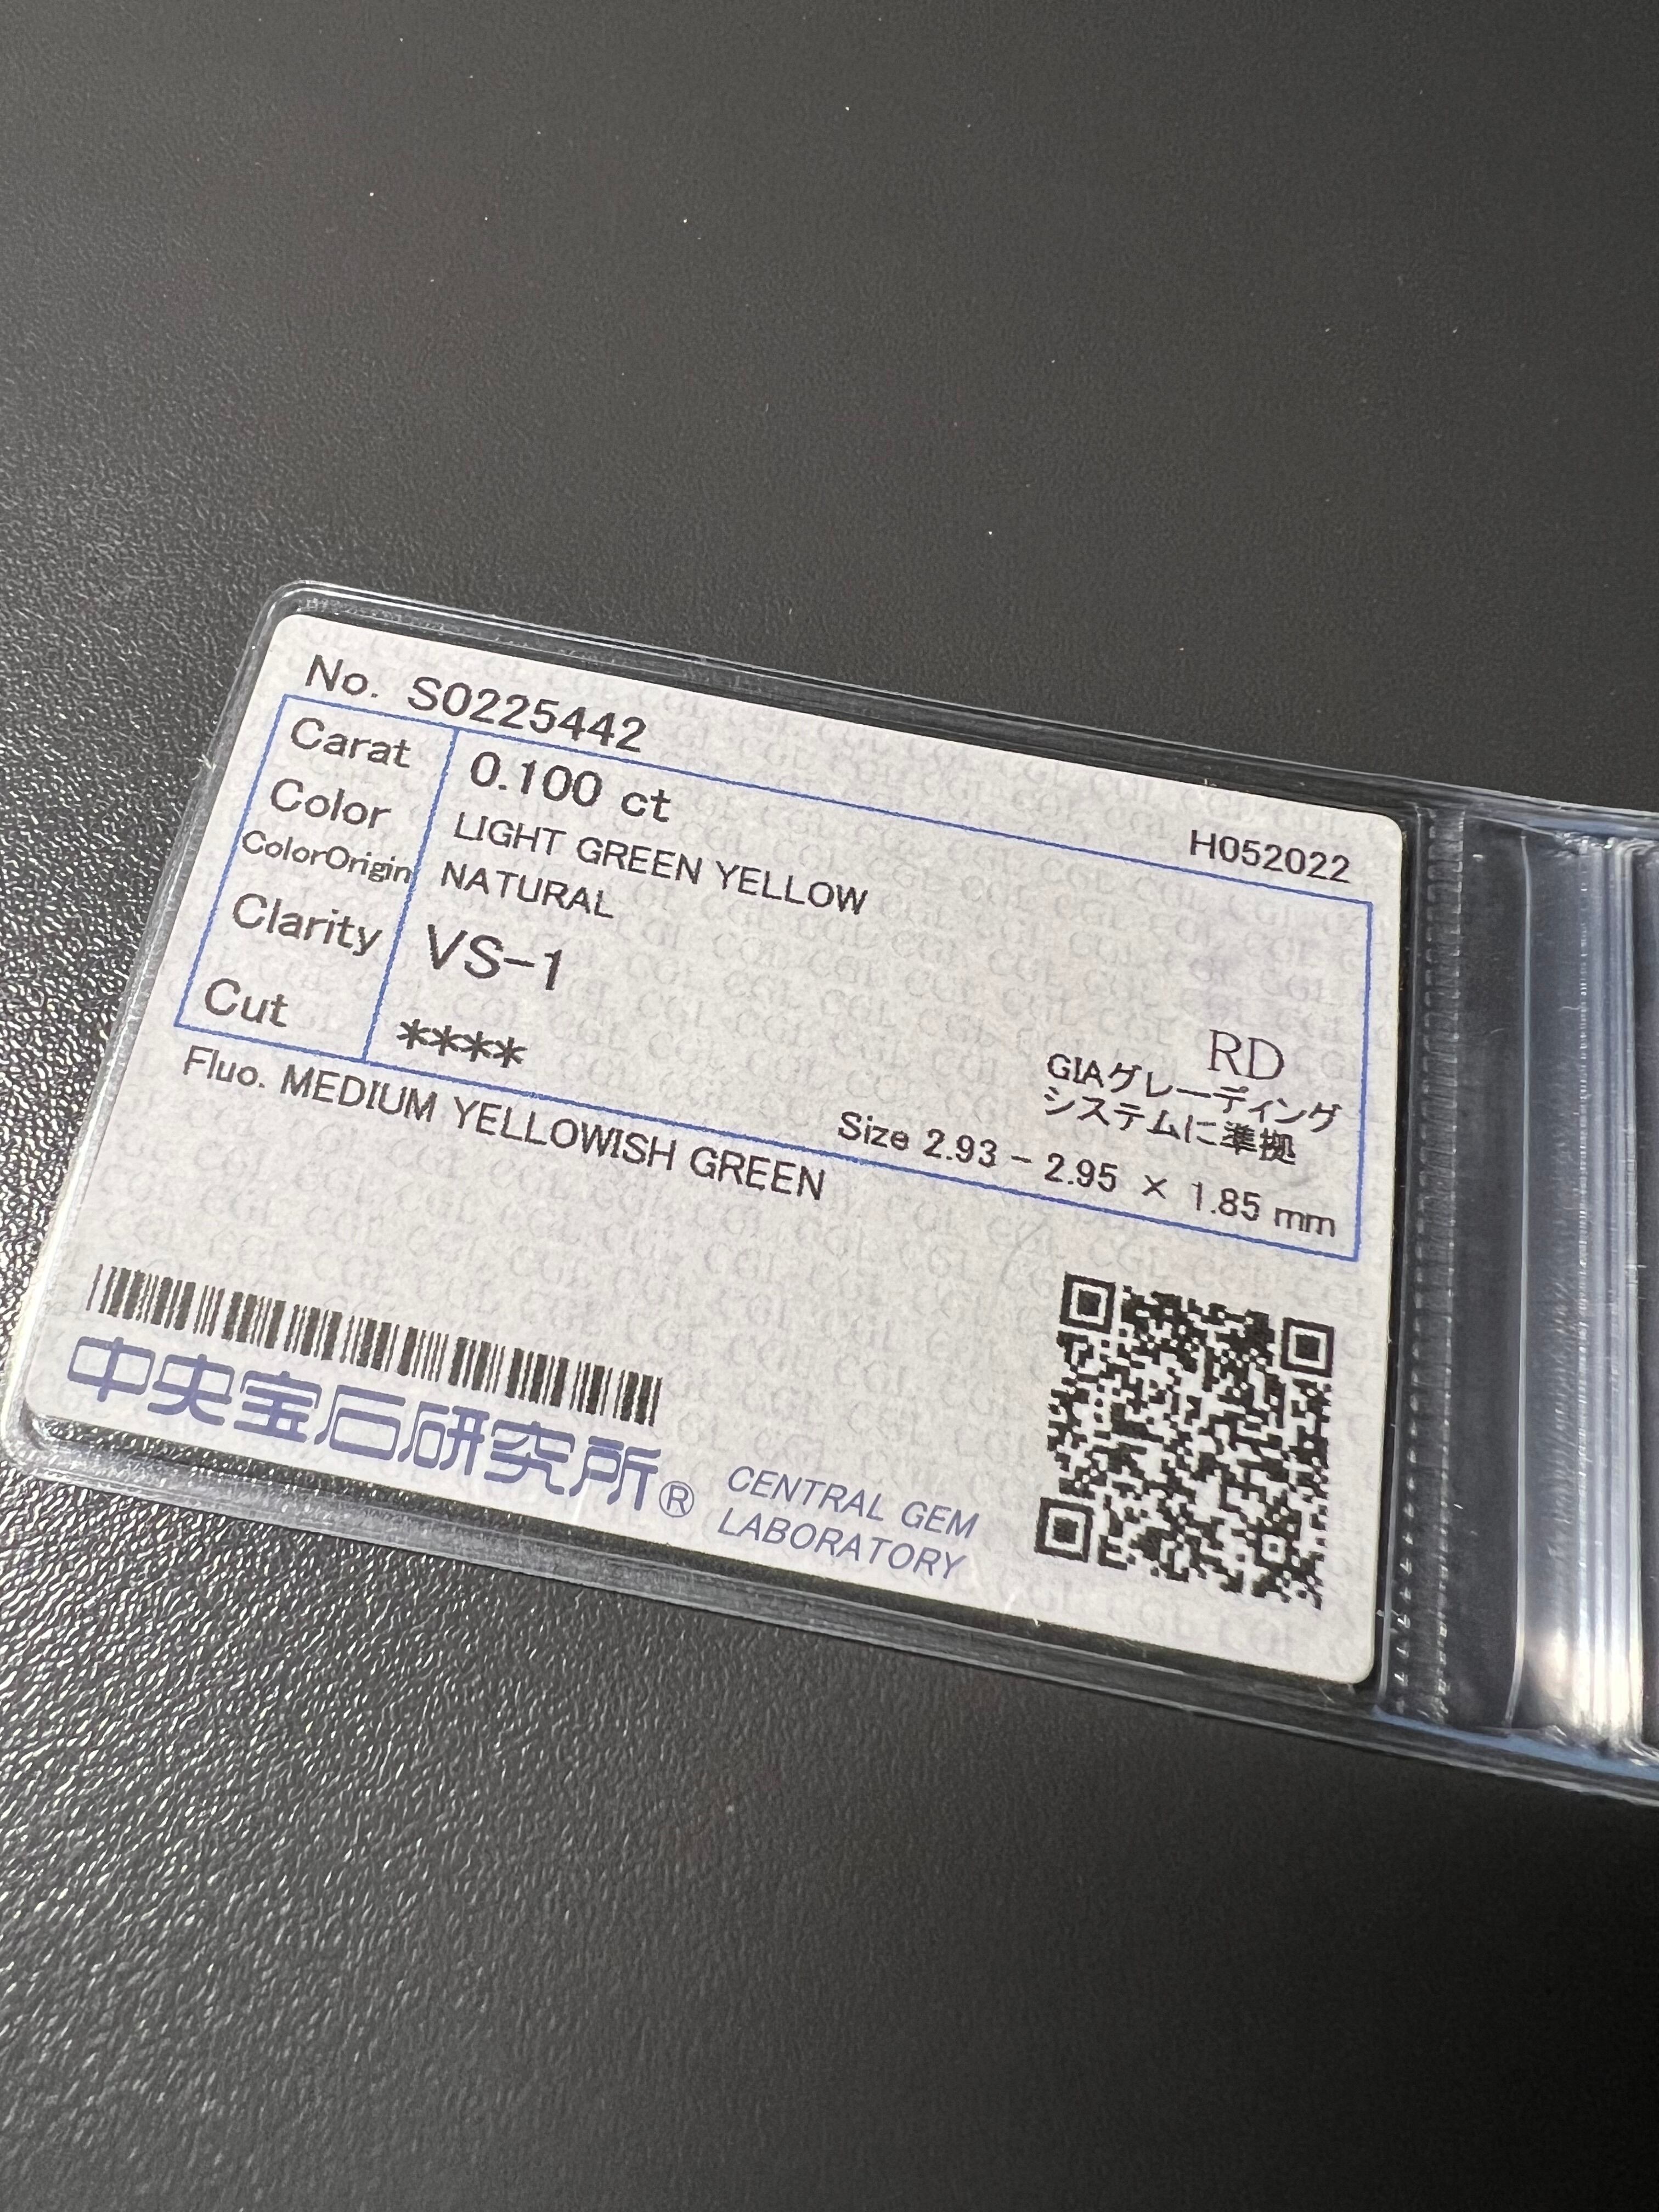 No. S0225442
H052022
Carat 0.100 ct
Color LIGHT GREEN YELLOW
ColorOrigin NATURAL
Clarity VS-1
RD
GIAグレーディング
システムに準拠
Cut ****
Size 2.93 - 2.95 × 1.85 mm
Fluo. MEDIUM YELLOWISH GREEN
中央宝石研究所®
CENTRAL GEM
LABORATORY